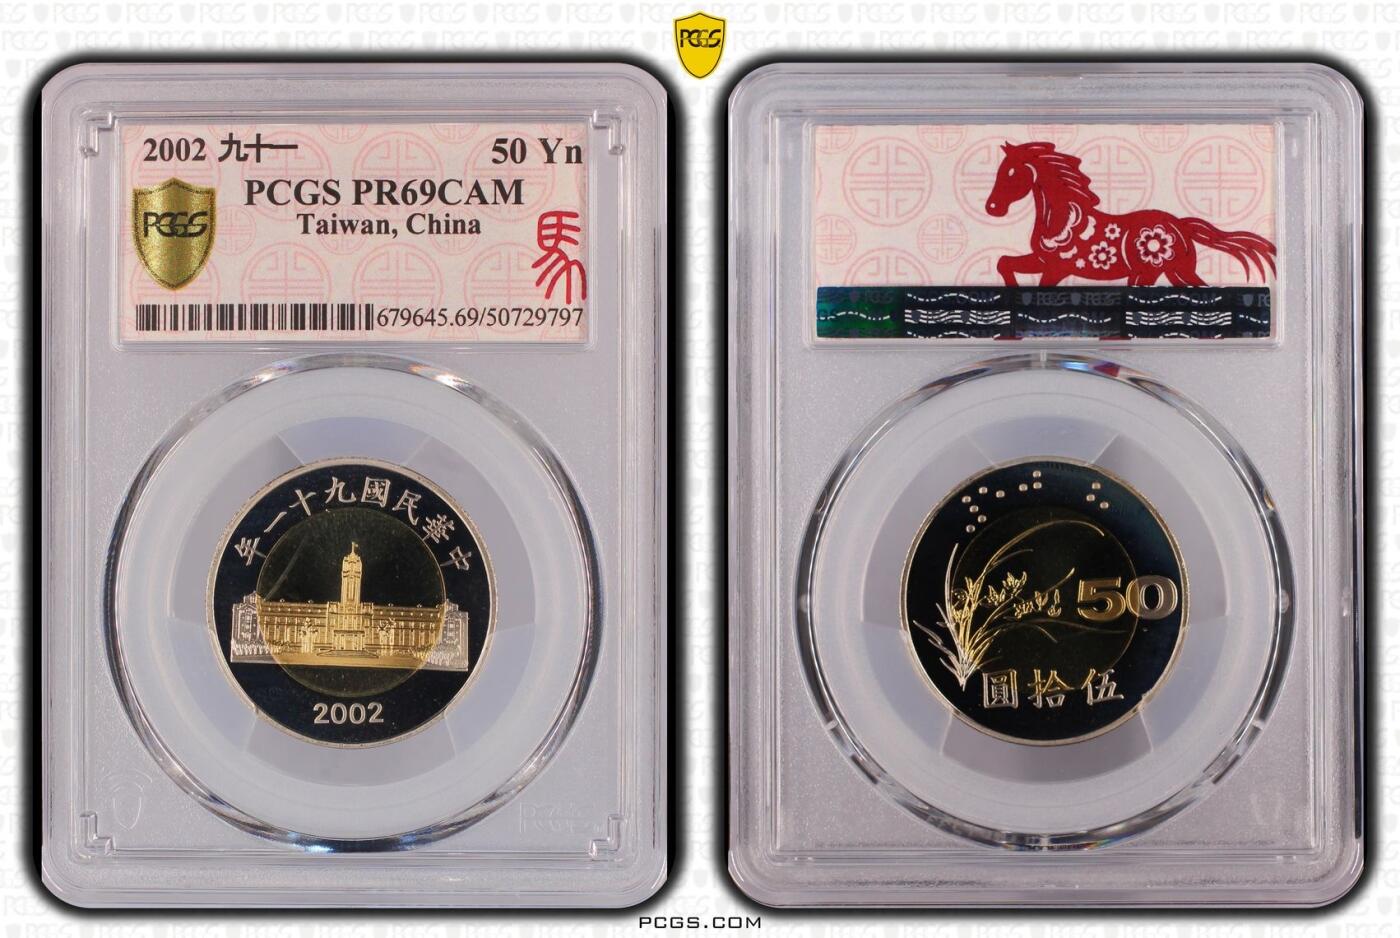 PCGS
2002 九十一
50 Yn
PCGS PR69CAM
Taiwan, China
PCGS
馬
679645.69/50729797
中華民國九十一年
2002
50
伍拾圓
PCGS.COM